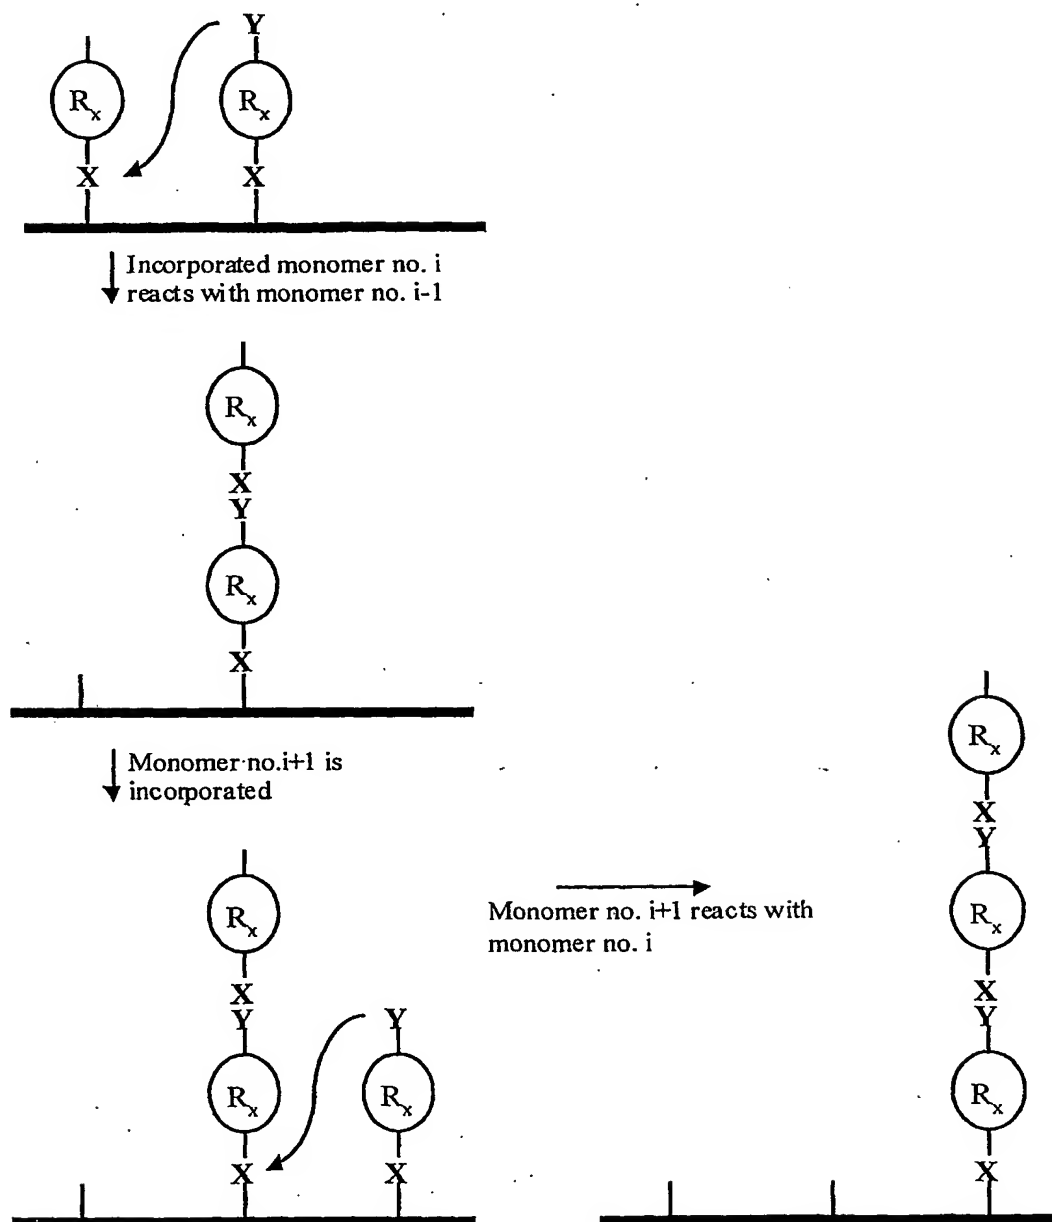 Y
Rx Rx
X X
Incorporated monomer no. i
reacts with monomer no. i-1
Rx
X
Y
Rx
X
Monomer no.i+1 is
incorporated
Rx
X
Y Y
Rx Rx
X X
Monomer no. i+1 reacts with
monomer no. i
Rx
X
Y
Rx
X
Y
Rx
X